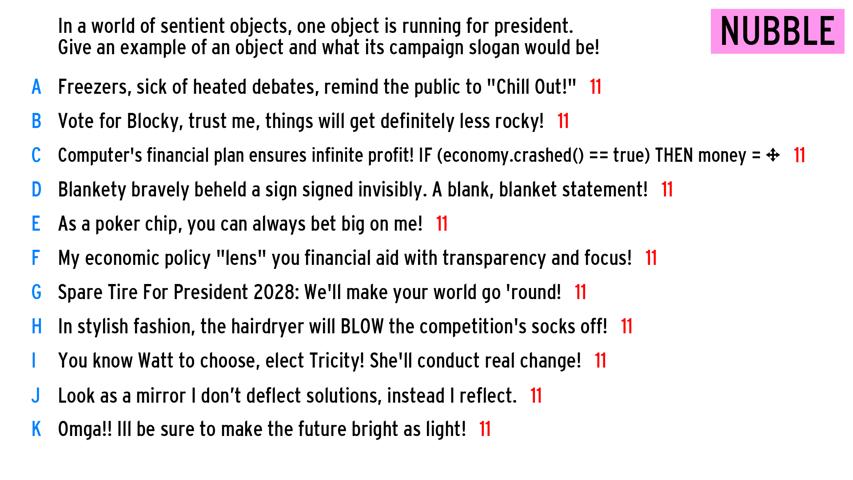 In a world of sentient objects, one object is running for president.
Give an example of an object and what its campaign slogan would be!
NUBBLE
A Freezers, sick of heated debates, remind the public to "Chill Out!" 11
B Vote for Blocky, trust me, things will get definitely less rocky! 11
C Computer's financial plan ensures infinite profit! IF (economy.crashed() == true) THEN money = ✥ 11
D Blankety bravely beheld a sign signed invisibly. A blank, blanket statement! 11
E As a poker chip, you can always bet big on me! 11
F My economic policy "lens" you financial aid with transparency and focus! 11
G Spare Tire For President 2028: We'll make your world go 'round! 11
H In stylish fashion, the hairdryer will BLOW the competition's socks off! 11
I You know Watt to choose, elect Tricity! She'll conduct real change! 11
J Look as a mirror I don’t deflect solutions, instead I reflect. 11
K Omga!! Ill be sure to make the future bright as light! 11